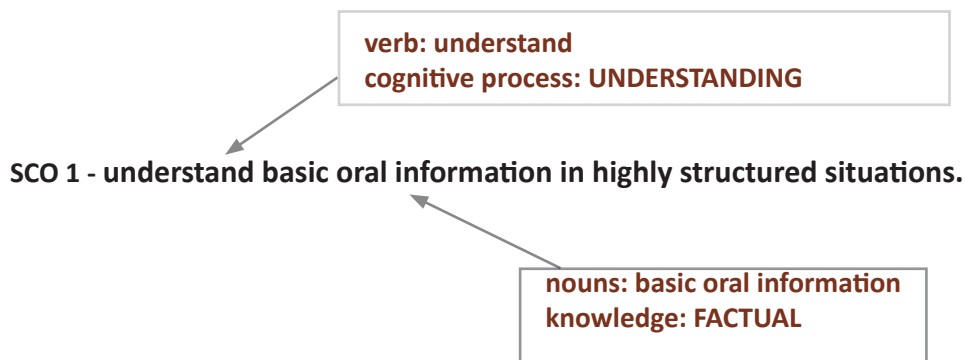 verb: understand
cognitive process: UNDERSTANDING
SCO 1 - understand basic oral information in highly structured situations.
nouns: basic oral information
knowledge: FACTUAL